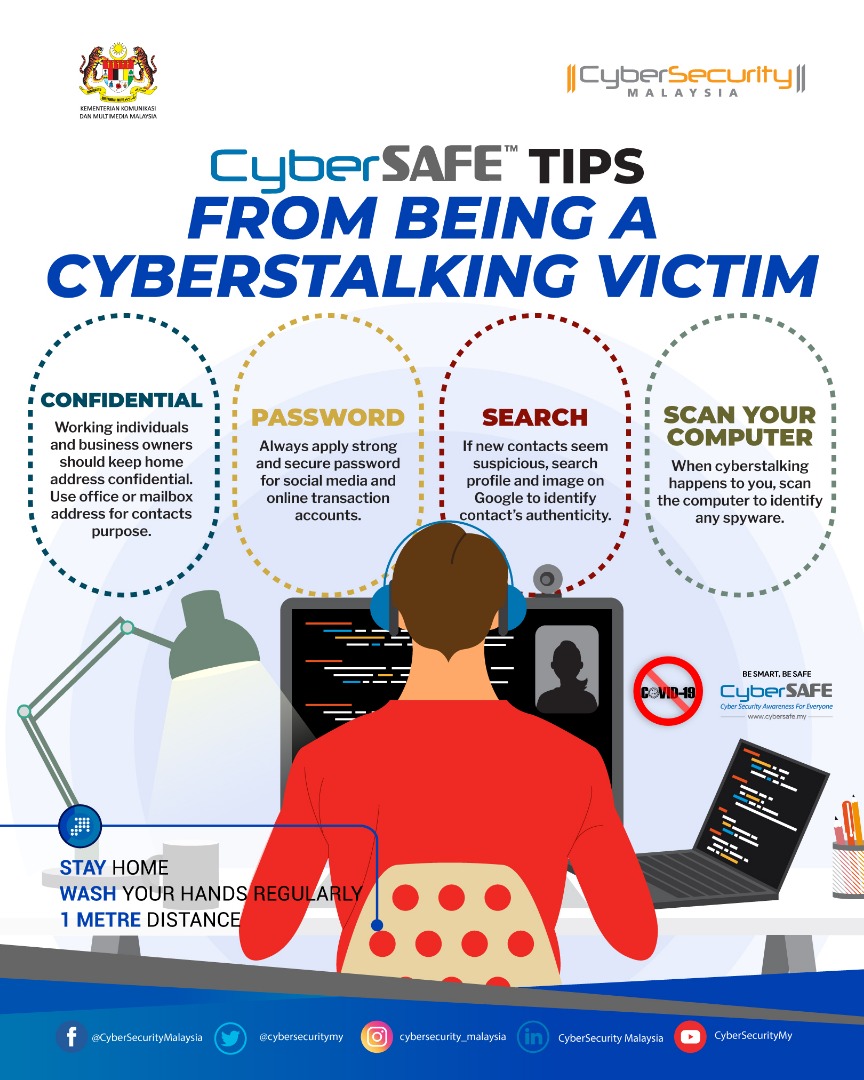 KEMENTERIAN KOMUNIKASI
DAN MULTIMEDIA MALAYSIA
CyberSecurity
MALAYSIA
CyberSAFE™ TIPS
FROM BEING A
CYBERSTALKING VICTIM
CONFIDENTIAL
Working individuals
and business owners
should keep home
address confidential.
Use office or mailbox
address for contacts
purpose.
PASSWORD
Always apply strong
and secure password
for social media and
online transaction
accounts.
SEARCH
If new contacts seem
suspicious, search
profile and image on
Google to identify
contact's authenticity.
SCAN YOUR
COMPUTER
When cyberstalking
happens to you, scan
the computer to identify
any spyware.
COVID-19
BE SMART, BE SAFE
CyberSAFE
Cyber Security Awareness For Everyone
www.cybersafe.my
STAY HOME
WASH YOUR HANDS REGULARLY
1 METRE DISTANCE
@CyberSecurityMalaysia
@cybersecuritymy
cybersecurity_malaysia
CyberSecurity Malaysia
CyberSecurityMy